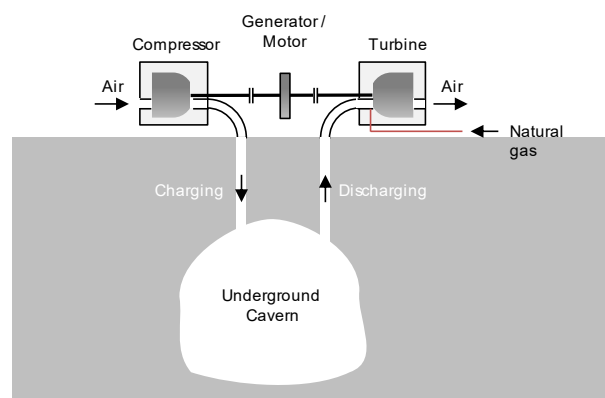 Generator /
Motor
Compressor
Turbine
Air
Air
Natural
gas
Charging
Discharging
Underground
Cavern